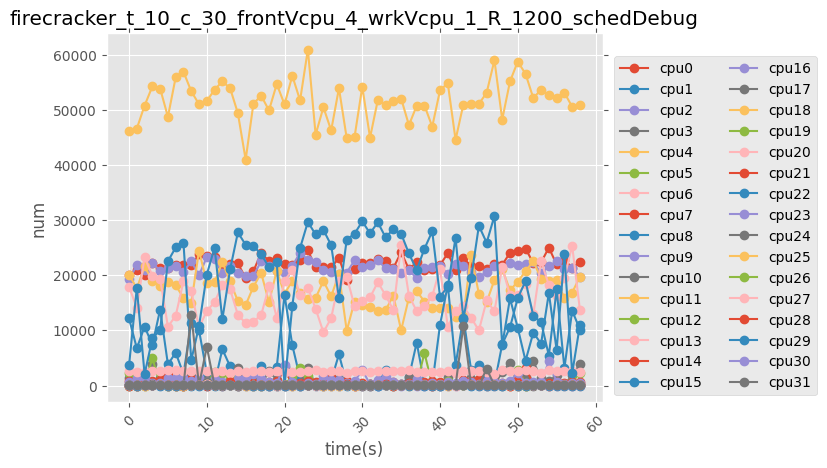 firecracker_t_10_c_30_frontVcpu_4_wrkVcpu_1_R_1200_schedDebug
60000
50000
40000
30000
20000
10000
0
num
0
10
20
30
40
50
60
time(s)
cpu0
cpu1
cpu2
cpu3
cpu4
cpu5
cpu6
cpu7
cpu8
cpu9
cpu10
cpu11
cpu12
cpu13
cpu14
cpu15
cpu16
cpu17
cpu18
cpu19
cpu20
cpu21
cpu22
cpu23
cpu24
cpu25
cpu26
cpu27
cpu28
cpu29
cpu30
cpu31